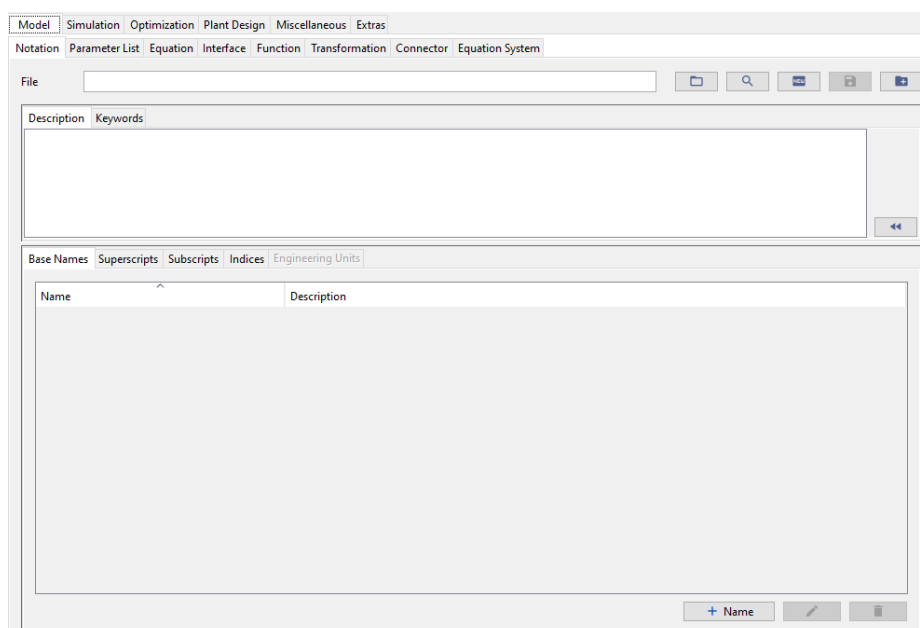 Model Simulation Optimization Plant Design Miscellaneous Extras
Notation Parameter List Equation Interface Function Transformation Connector Equation System
File NEW
Description Keywords
Base Names Superscripts Subscripts Indices Engineering Units
Name Description
+ Name